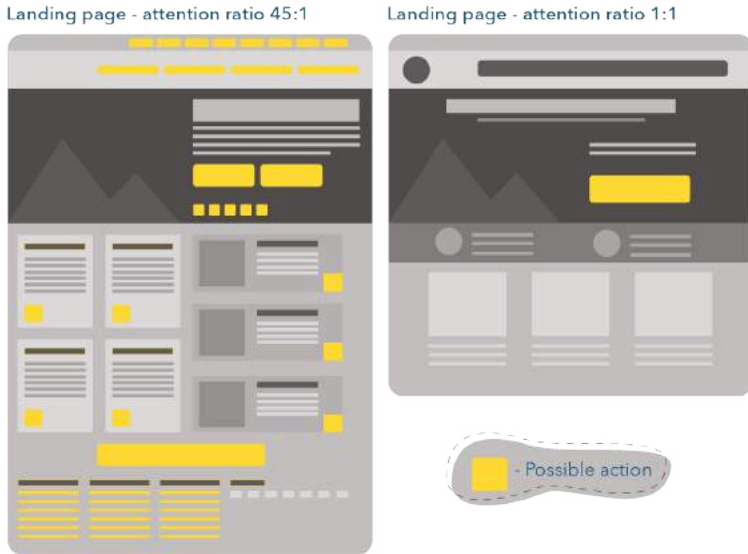 Landing page - attention ratio 45:1
Landing page - attention ratio 1:1
- Possible action